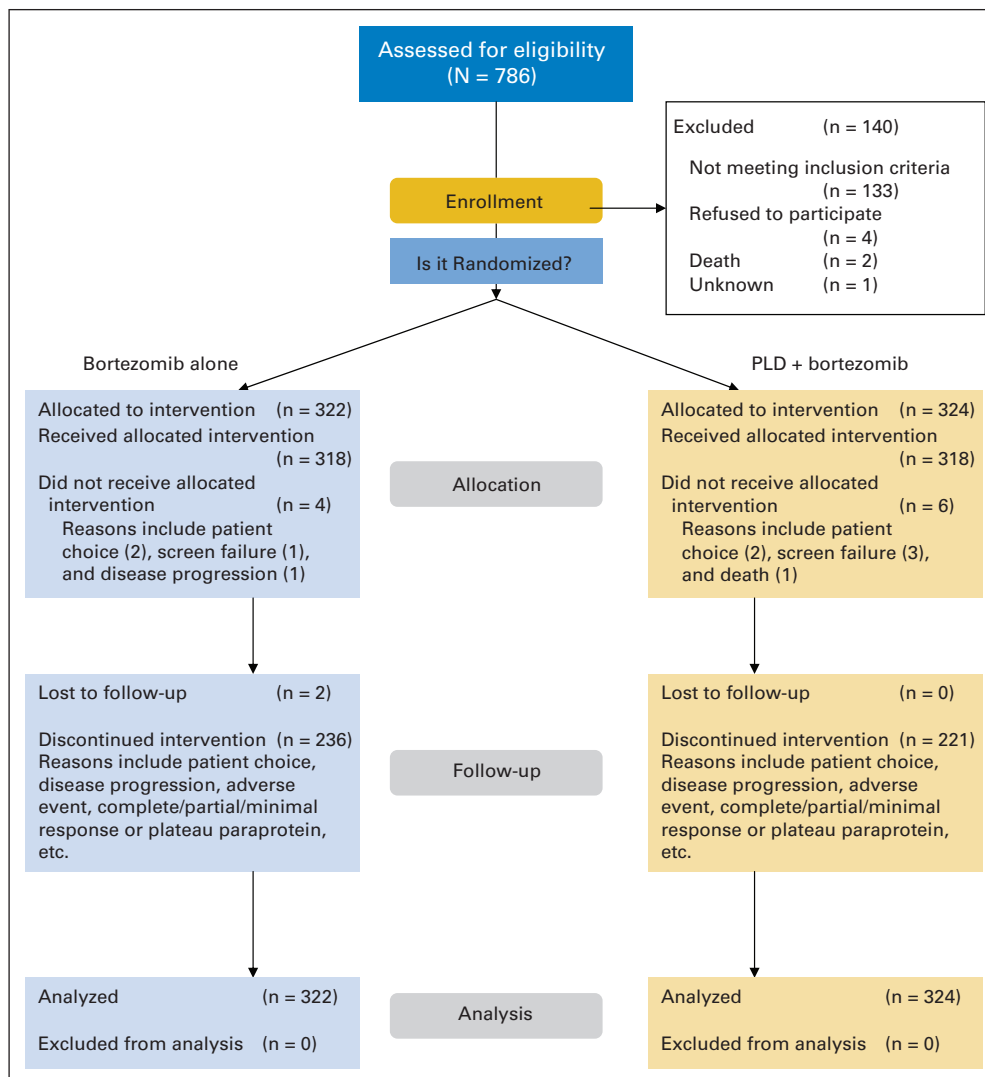 Assessed for eligibility
(N = 786)
Excluded (n = 140)
Not meeting inclusion criteria
(n = 133)
Refused to participate
(n = 4)
Death (n = 2)
Unknown (n = 1)
Enrollment
Is it Randomized?
Bortezomib alone
PLD + bortezomib
Allocated to intervention (n = 322)
Received allocated intervention
(n = 318)
Did not receive allocated
intervention (n = 4)
Reasons include patient
choice (2), screen failure (1),
and disease progression (1)
Allocation
Allocated to intervention (n = 324)
Received allocated intervention
(n = 318)
Did not receive allocated
intervention (n = 6)
Reasons include patient
choice (2), screen failure (3),
and death (1)
Lost to follow-up (n = 2)
Discontinued intervention (n = 236)
Reasons include patient choice,
disease progression, adverse
event, complete/partial/minimal
response or plateau paraprotein,
etc.
Follow-up
Lost to follow-up (n = 0)
Discontinued intervention (n = 221)
Reasons include patient choice,
disease progression, adverse
event, complete/partial/minimal
response or plateau paraprotein,
etc.
Analyzed (n = 322)
Excluded from analysis (n = 0)
Analysis
Analyzed (n = 324)
Excluded from analysis (n = 0)